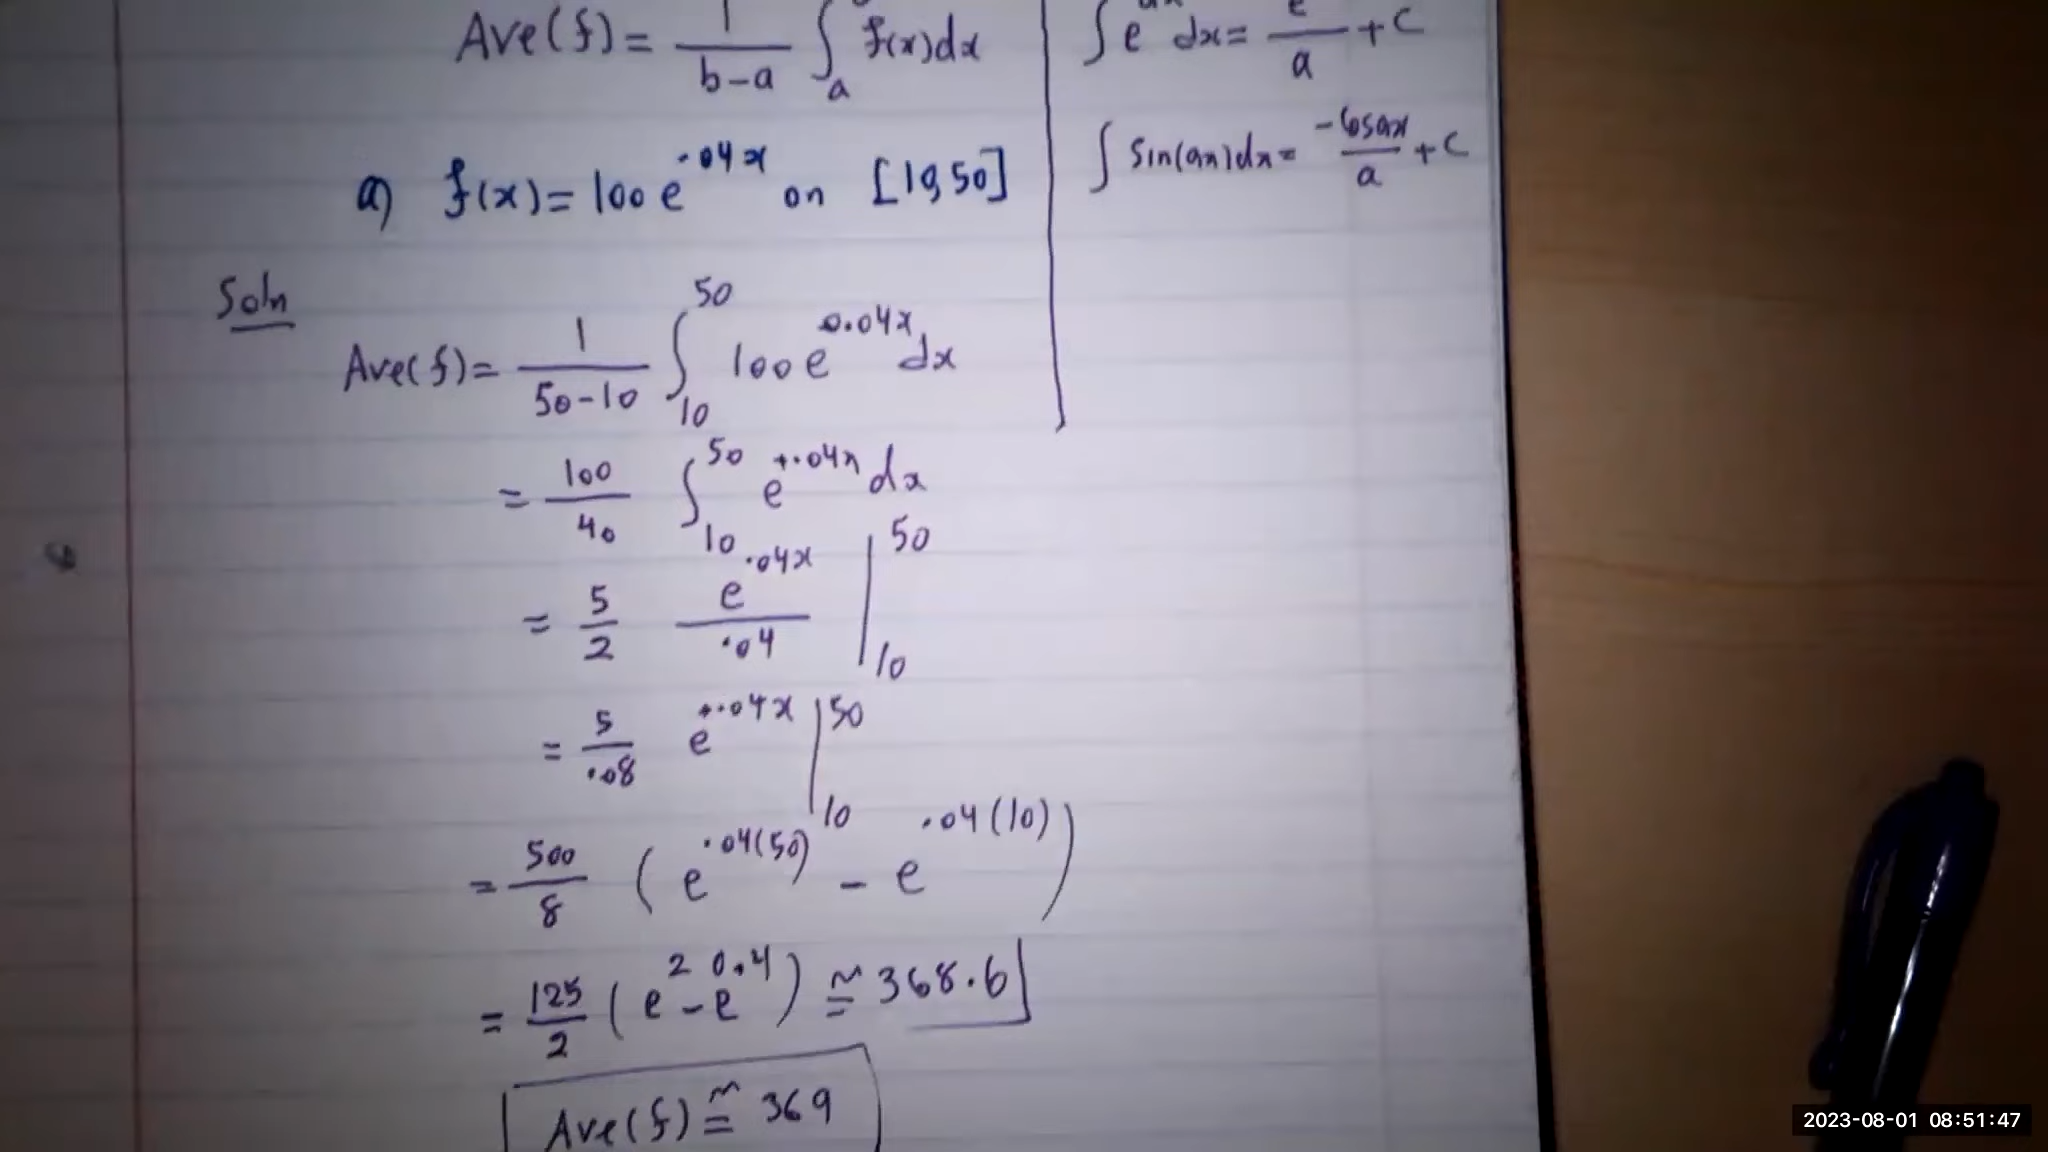 Ave(f) = 1/(b-a) ∫_a f(x)dx
a) f(x) = 100 e^{.04x} on [10, 50]
Soln
Ave(f) = 1/(50-10) ∫_10^50 100 e^{0.04x} dx
= 100/40 ∫_10^50 e^{+.04x} dx
= 5/2 e^{.04x}/.04 |_10^50
= 5/.08 e^{+.04x} |_10^50
= 500/8 (e^{.04(50)} - e^{.04(10)})
= 125/2 (e^2 - e^{0.4}) ≅ 368.6
Ave(f) ≅ 369
∫ e^{ax} dx = e/a + C
∫ Sin(ax)dx = -Cosax/a + C
2023-08-01 08:51:47